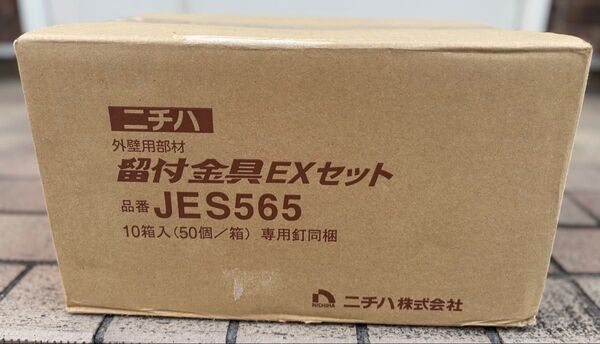 ニチハ
外壁用部材
留付金具EXセット
品番 JES565
10箱入(50個/箱) 専用釘同梱
NICHIHA ニチハ株式会社